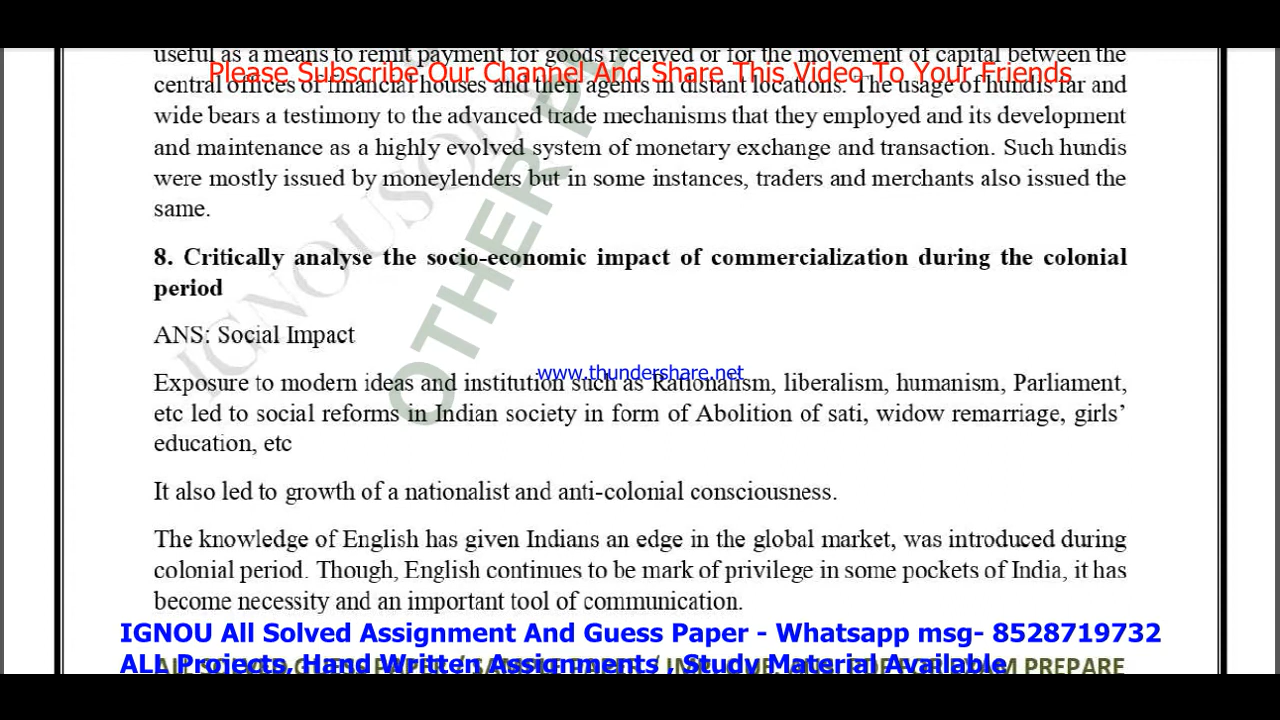 useful as a means to remit payment for goods received or for the movement of capital between the
Please Subscribe Our Channel And Share This Video To Your Friends
central offices of financial houses and their agents in distant locations. The usage of hundis far and
wide bears a testimony to the advanced trade mechanisms that they employed and its development
and maintenance as a highly evolved system of monetary exchange and transaction. Such hundis
were mostly issued by moneylenders but in some instances, traders and merchants also issued the
same.
8. Critically analyse the socio-economic impact of commercialization during the colonial
period
ANS: Social Impact
www.thundershare.net
Exposure to modern ideas and institution such as Rationalism, liberalism, humanism, Parliament,
etc led to social reforms in Indian society in form of Abolition of sati, widow remarriage, girls’
education, etc
It also led to growth of a nationalist and anti-colonial consciousness.
The knowledge of English has given Indians an edge in the global market, was introduced during
colonial period. Though, English continues to be mark of privilege in some pockets of India, it has
become necessity and an important tool of communication.
IGNOU All Solved Assignment And Guess Paper - Whatsapp msg- 8528719732
ALL Projects, Hand Written Assignments , Study Material Available
EXAM PREPARE
IGNOUSOL
OTHER